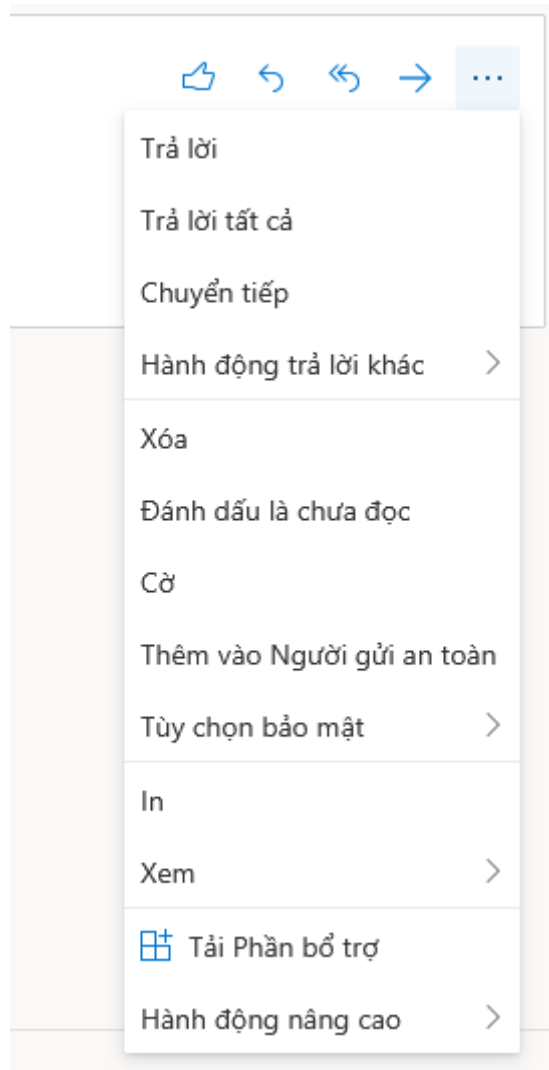 Trả lời
Trả lời tất cả
Chuyển tiếp
Hành động trả lời khác
Xóa
Đánh dấu là chưa đọc
Cờ
Thêm vào Người gửi an toàn
Tùy chọn bảo mật
In
Xem
Tải Phần bổ trợ
Hành động nâng cao